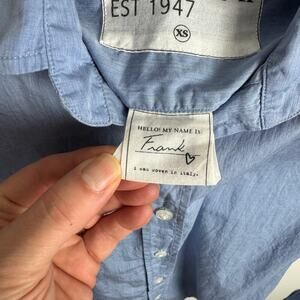 EST 1947
XS
HELLO! MY NAME IS:
Frank
i was woven in italy.